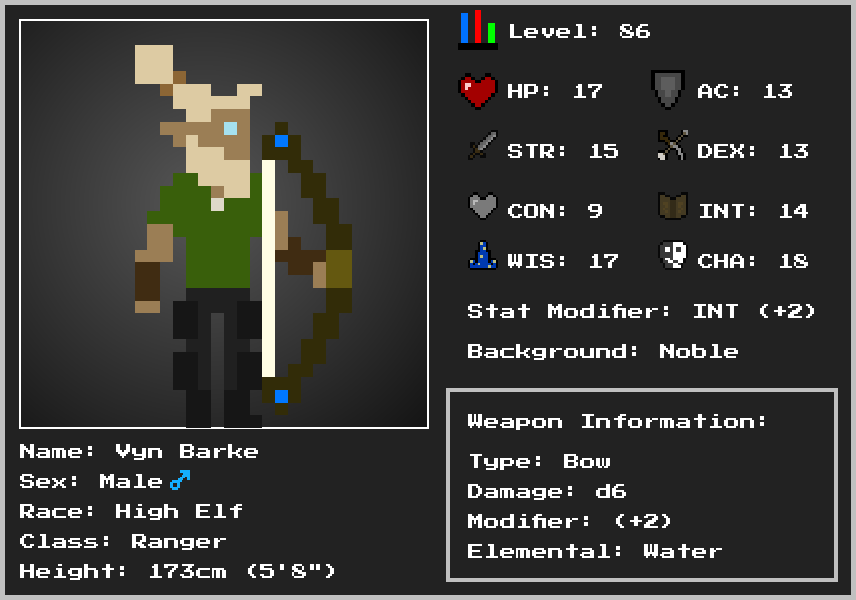 Level: 86
HP: 17 AC: 13
STR: 15 DEX: 13
CON: 9 INT: 14
WIS: 17 CHA: 18
Stat Modifier: INT (+2)
Background: Noble
Weapon Information:
Type: Bow
Damage: d6
Modifier: (+2)
Elemental: Water
Name: Vyn Barke
Sex: Male ♂
Race: High Elf
Class: Ranger
Height: 173cm (5'8")